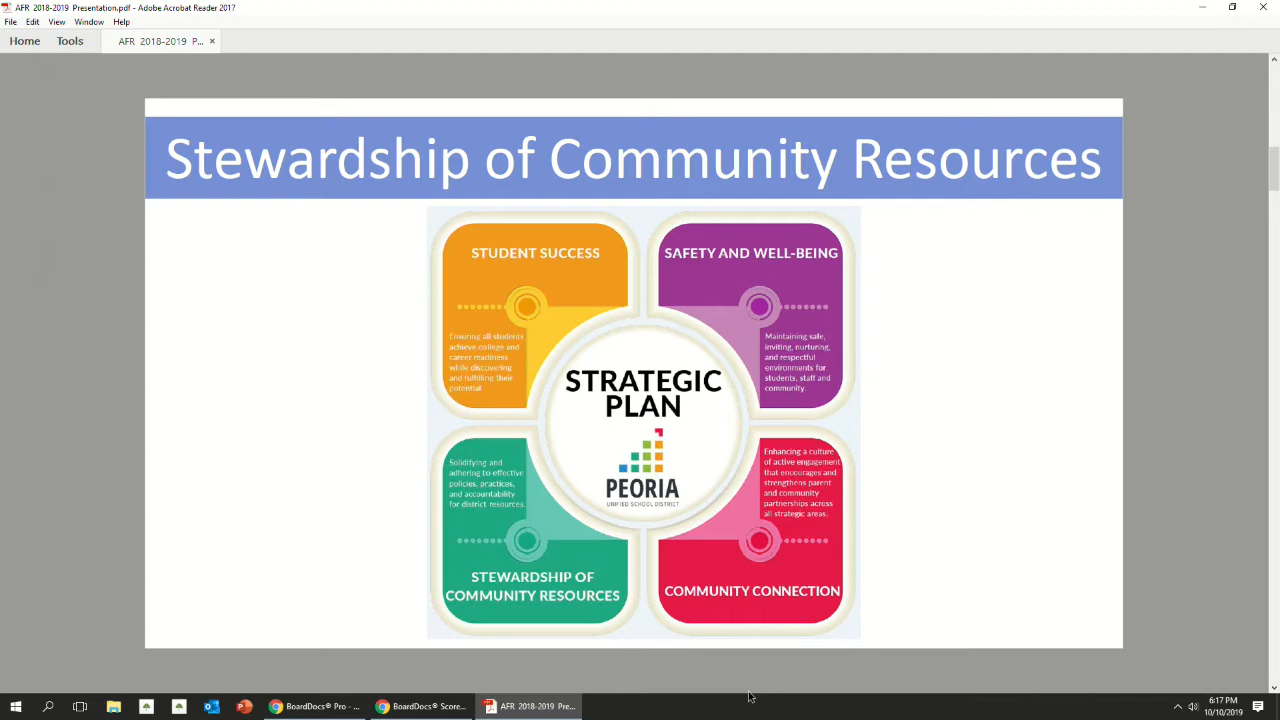 AFR 2018-2019 Presentation.pdf - Adobe Acrobat Reader 2017
File Edit View Window Help
Home Tools AFR 2018-2019 P... ×
Stewardship of Community Resources
STUDENT SUCCESS
Ensuring all students
achieve college and
career readiness
while discovering
and fulfilling their
potential
SAFETY AND WELL-BEING
Maintaining safe,
inviting, nurturing,
and respectful
environments for
students, staff and
community.
STRATEGIC
PLAN
PEORIA
UNIFIED SCHOOL DISTRICT
Solidifying and
adhering to effective
policies, practices,
and accountability
for district resources.
STEWARDSHIP OF
COMMUNITY RESOURCES
Enhancing a culture
of active engagement
that encourages and
strengthens parent
and community
partnerships across
all strategic areas.
COMMUNITY CONNECTION
BoardDocs® Pro - ... BoardDocs® Score... AFR 2018-2019 Pre...
6:17 PM
10/10/2019